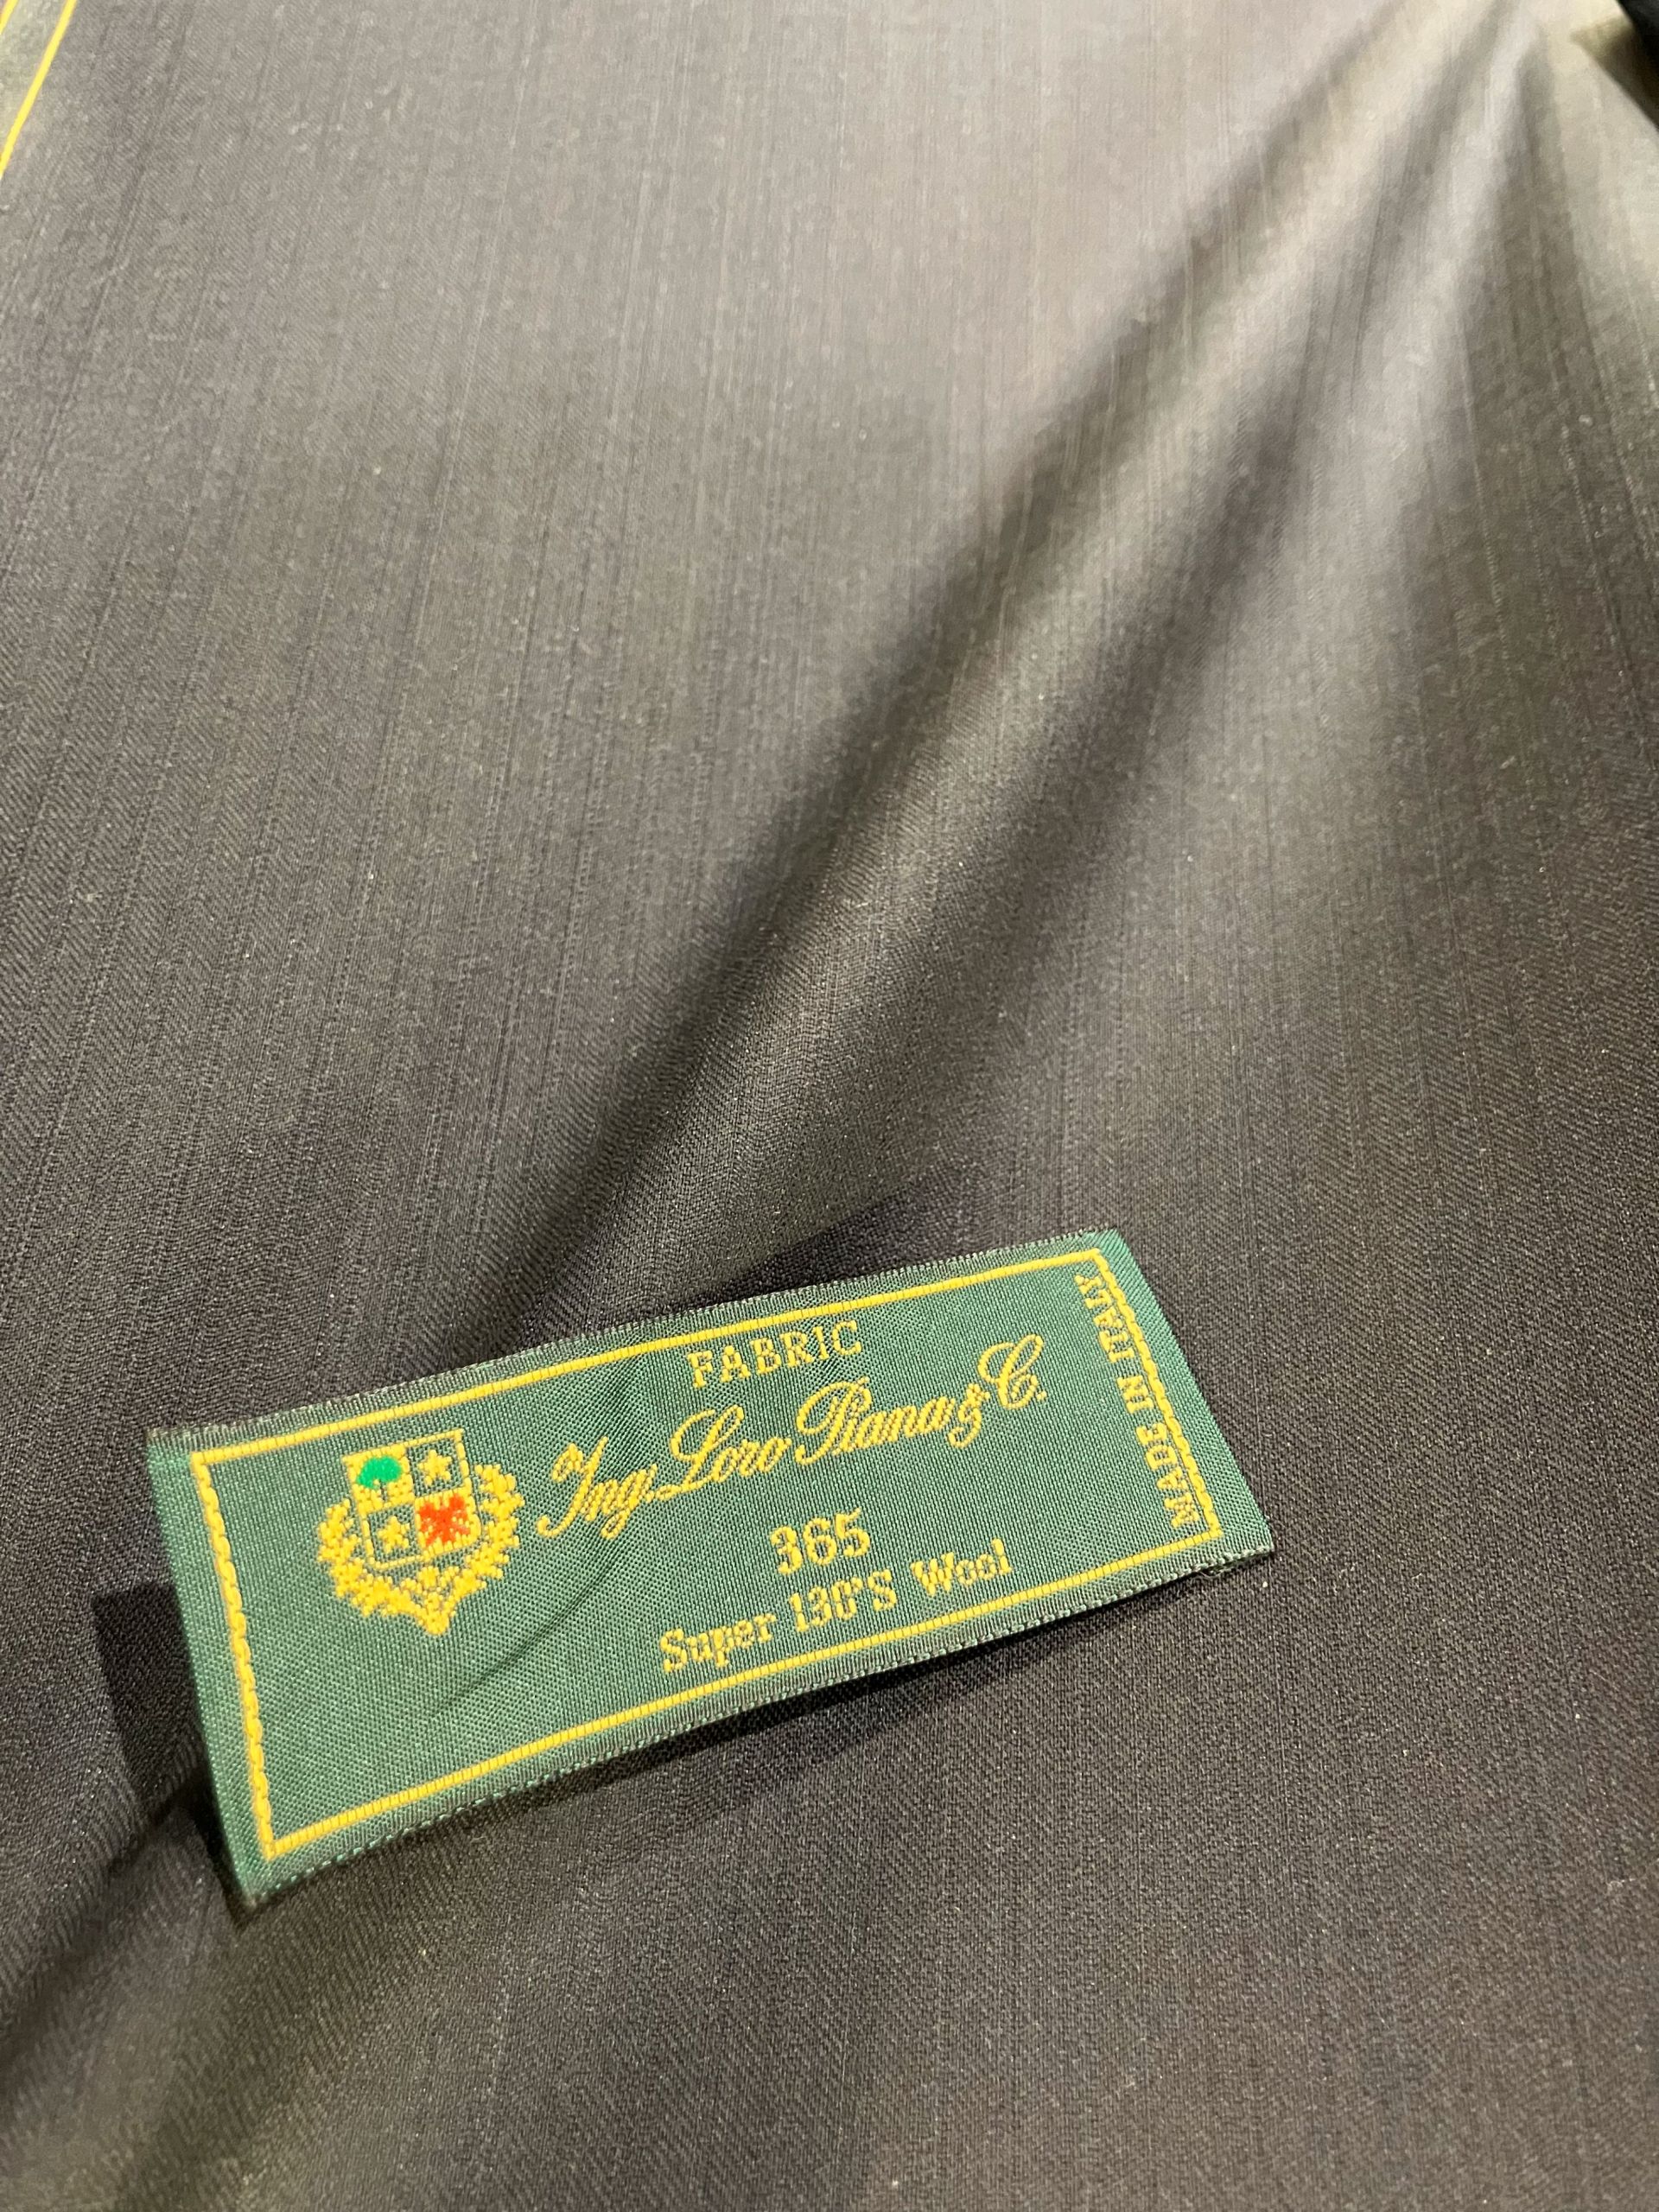 FABRIC
Ing. Loro Piana & C.
365
Super 130'S Wool
MADE IN ITALY